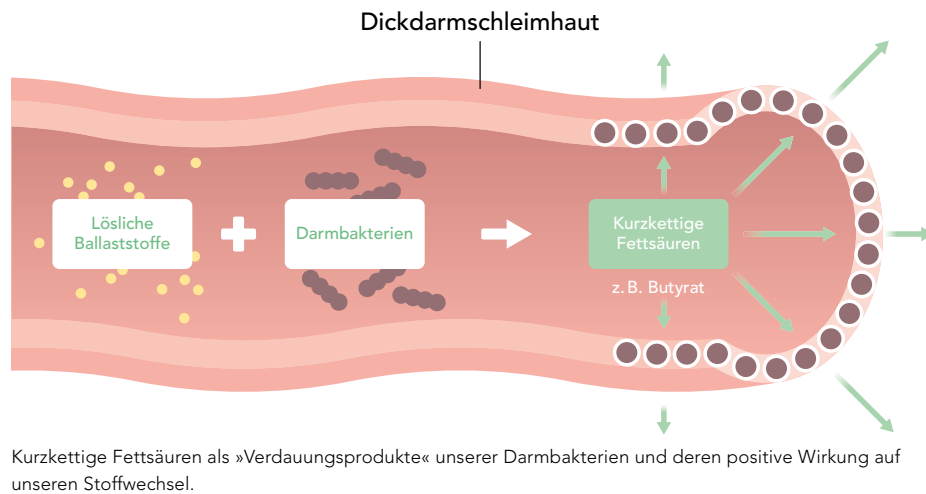 Dickdarmschleimhaut
Lösliche
Ballaststoffe
Darmbakterien
Kurzkettige
Fettsäuren
z. B. Butyrat
Kurzkettige Fettsäuren als »Verdauungsprodukte« unserer Darmbakterien und deren positive Wirkung auf
unseren Stoffwechsel.